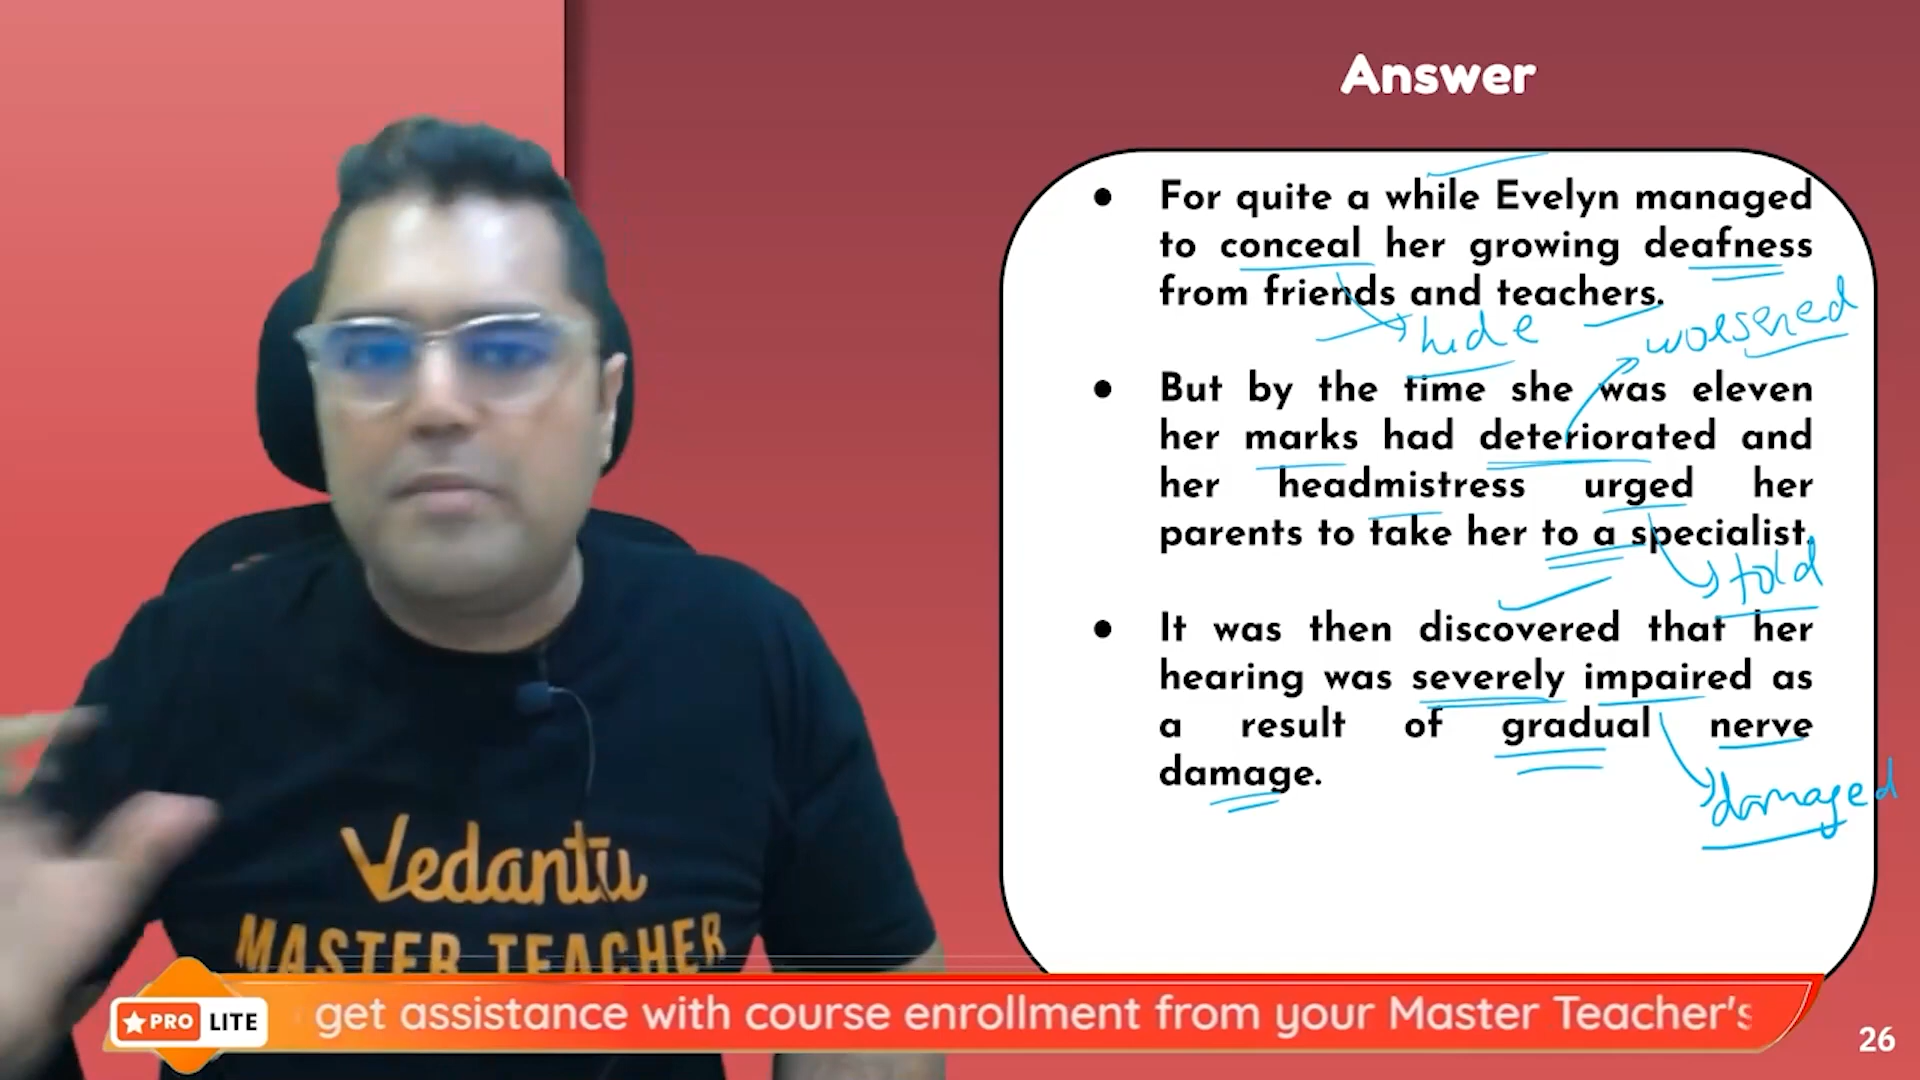 Answer
• For quite a while Evelyn managed
to conceal her growing deafness
from friends and teachers.
hide
worsened
• But by the time she was eleven
her marks had deteriorated and
her headmistress urged her
parents to take her to a specialist.
told
• It was then discovered that her
hearing was severely impaired as
a result of gradual nerve
damage.
damaged
Vedantu
MASTER TEACHER
PRO LITE
get assistance with course enrollment from your Master Teacher's
26